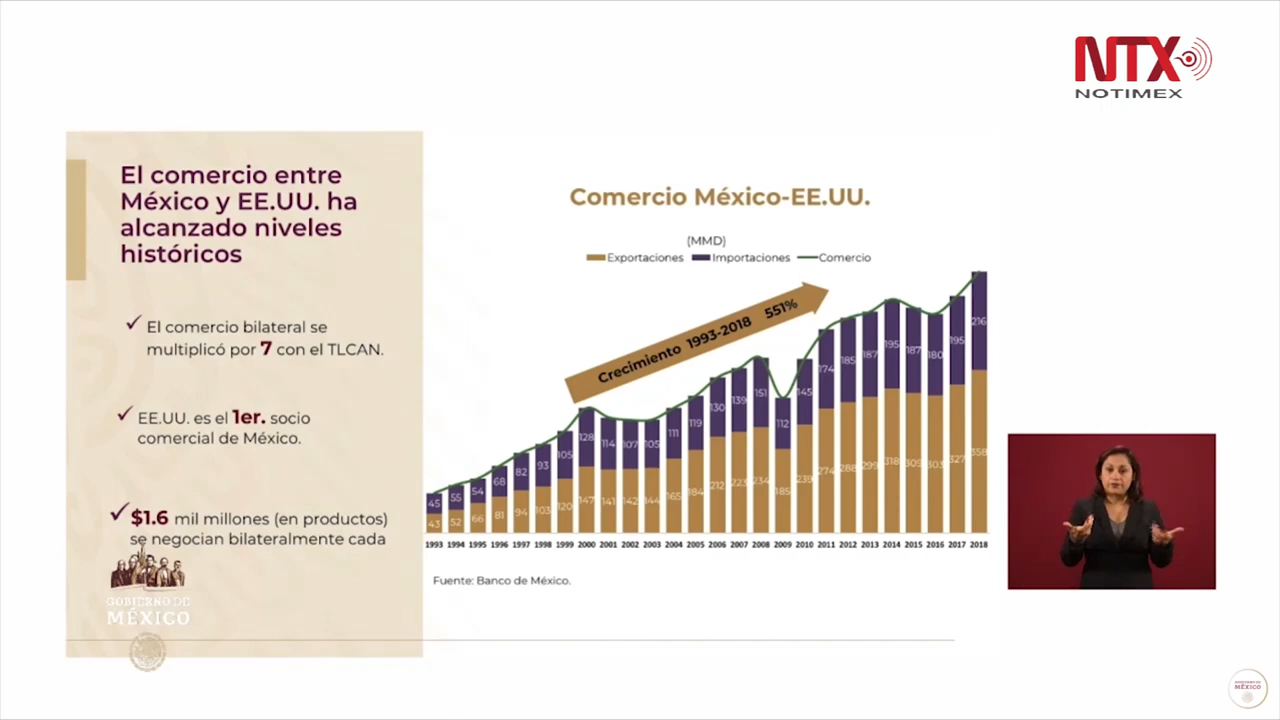 NTX
NOTIMEX
El comercio entre
México y EE.UU. ha
alcanzado niveles
históricos
✓ El comercio bilateral se
multiplicó por 7 con el TLCAN.
✓ EE.UU. es el 1er. socio
comercial de México.
✓ $1.6 mil millones (en productos)
se negocian bilateralmente cada
GOBIERNO DE
MÉXICO
Comercio México-EE.UU.
(MMD)
Exportaciones Importaciones Comercio
Crecimiento 1993-2018 551%
45 55 54 68 82 93 105 128 114 107 105 111 119 130 139 151 112 145 174 185 187 195 187 180 195 216
43 52 66 81 94 103 120 147 141 142 144 165 184 212 223 234 185 239 274 288 299 318 309 303 327 358
1993 1994 1995 1996 1997 1998 1999 2000 2001 2002 2003 2004 2005 2006 2007 2008 2009 2010 2011 2012 2013 2014 2015 2016 2017 2018
Fuente: Banco de México.
GOBIERNO DE
MÉXICO